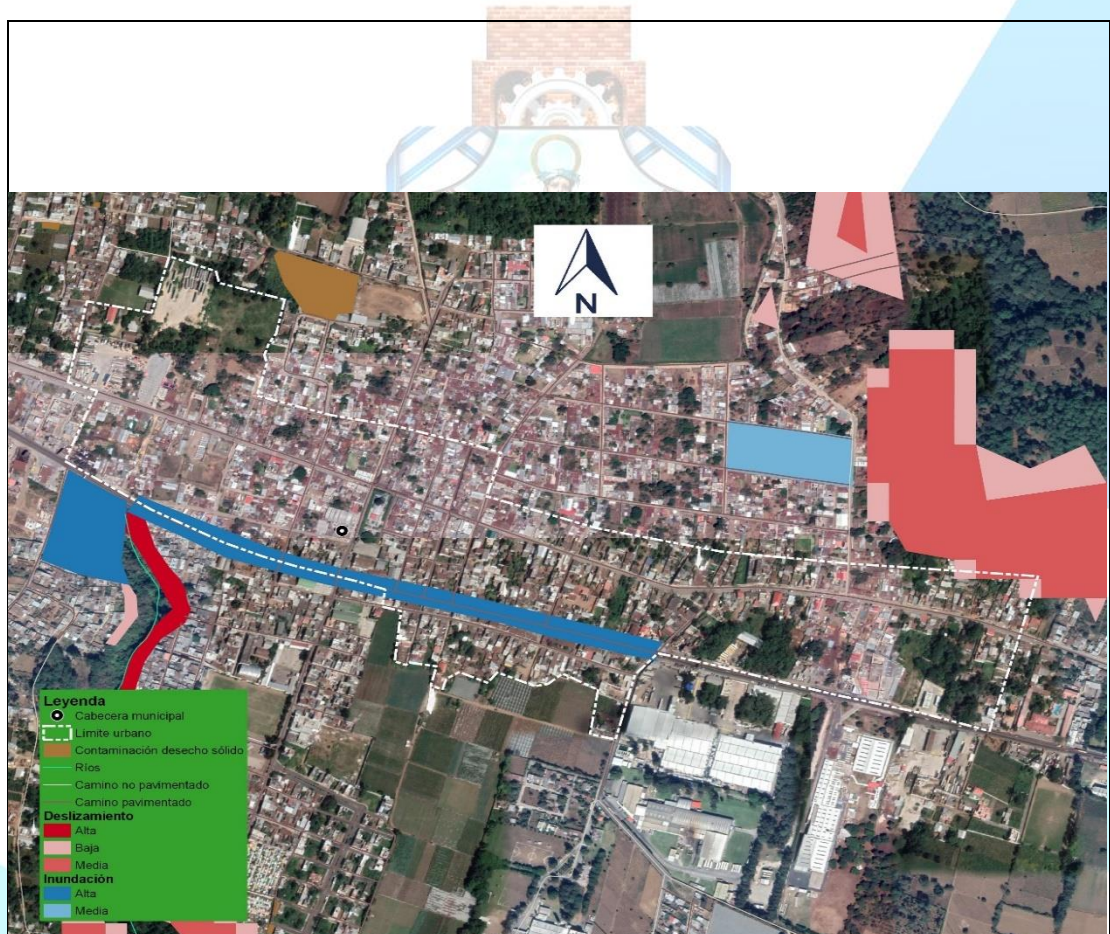 N
Leyenda
Cabecera municipal
Límite urbano
Contaminación desecho sólido
Ríos
Camino no pavimentado
Camino pavimentado
Deslizamiento
Alta
Baja
Media
Inundación
Alta
Media